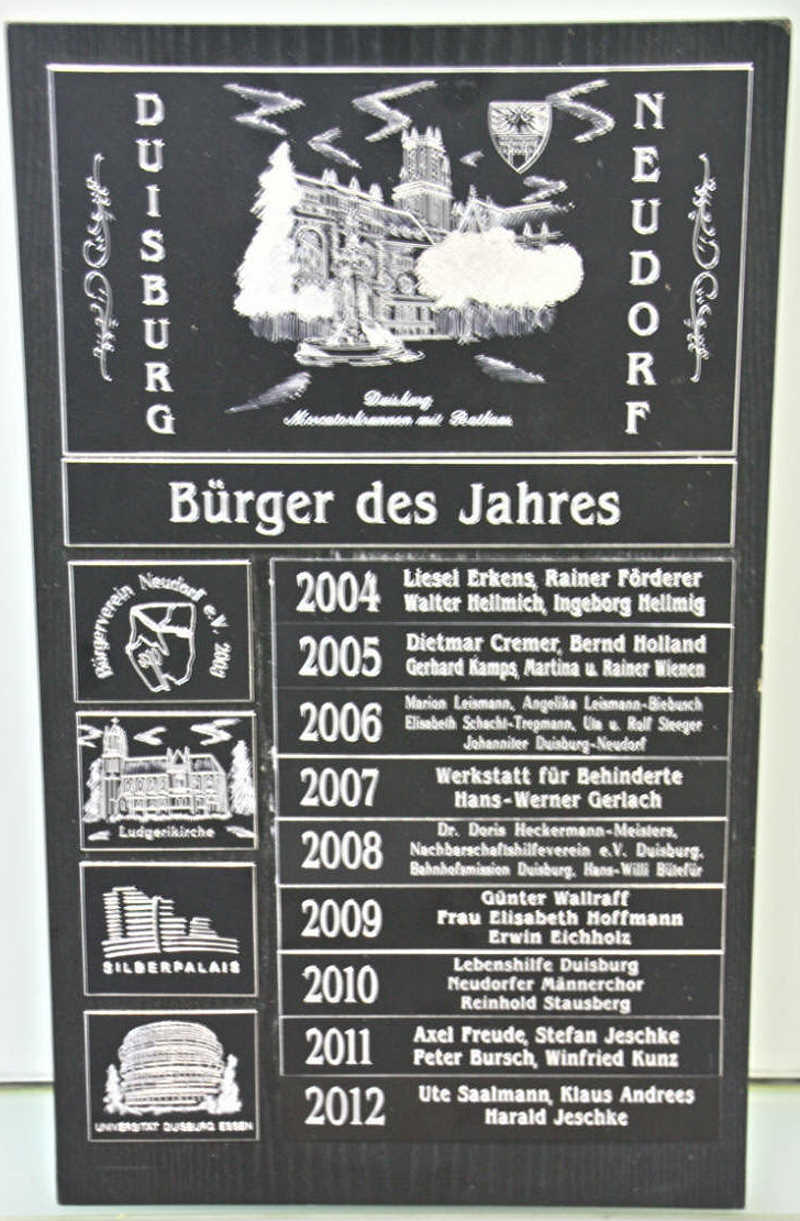 DUISBURG
NEUDORF
Duisburg
Mercatorbrunnen mit Rathaus
Bürger des Jahres
Bürgerverein Neudorf e.V. 2003
Ludgerikirche
SILBERPALAIS
UNIVERSITÄT DUISBURG ESSEN
2004
Liesel Erkens, Rainer Förderer
Walter Hellmich, Ingeborg Hellmig
2005
Dietmar Cremer, Bernd Holland
Gerhard Kamps, Martina u. Rainer Wienen
2006
Marion Leismann, Angelika Leismann-Biebusch
Elisabeth Schacht-Trepmann, Uta u. Rolf Steeger
Johanniter Duisburg-Neudorf
2007
Werkstatt für Behinderte
Hans-Werner Gerlach
2008
Dr. Doris Heckermann-Meisters,
Nachbarschaftshilfeverein e.V. Duisburg,
Bahnhofsmission Duisburg, Hans-Willi Bütefür
2009
Günter Wallraff
Frau Elisabeth Hoffmann
Erwin Eichholz
2010
Lebenshilfe Duisburg
Neudorfer Männerchor
Reinhold Stausberg
2011
Axel Freude, Stefan Jeschke
Peter Bursch, Winfried Kunz
2012
Ute Saalmann, Klaus Andrees
Harald Jeschke